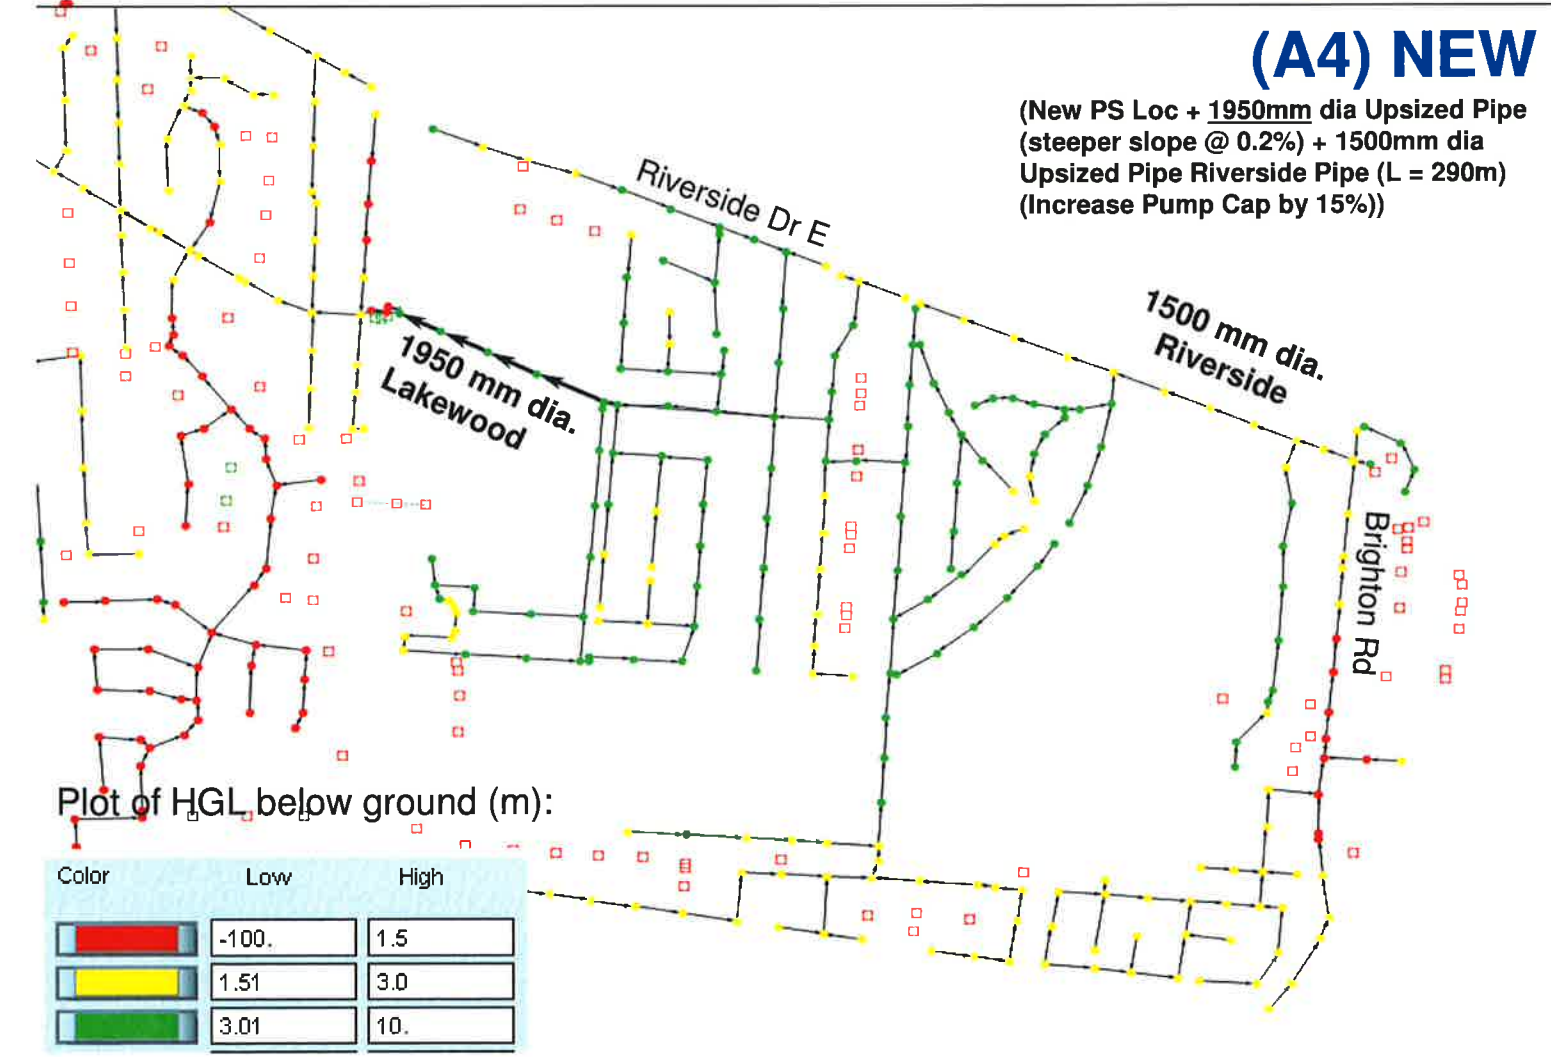 (A4) NEW
(New PS Loc + 1950mm dia Upsized Pipe
(steeper slope @ 0.2%) + 1500mm dia
Upsized Pipe Riverside Pipe (L = 290m)
(Increase Pump Cap by 15%))
Riverside Dr E
1500 mm dia.
Riverside
1950 mm dia.
Lakewood
Brighton Rd
Plot of HGL below ground (m):
Color Low High
-100. 1.5
1.51 3.0
3.01 10.